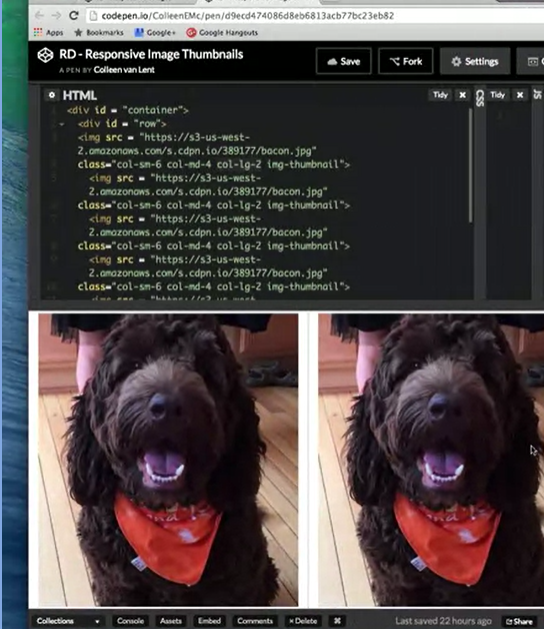 codepen.io/ColleenEMc/pen/d9ecd474086d8eb6813acb77bc23eb82
Apps Bookmarks Google+ Google Hangouts
RD - Responsive Image Thumbnails
A PEN BY Colleen van Lent
Save Fork Settings
HTML Tidy CSS Tidy JS
<div id = "container">
<div id = "row">
<img src = "https://s3-us-west-
2.amazonaws.com/s.cdpn.io/389177/bacon.jpg"
class="col-sm-6 col-md-4 col-lg-2 img-thumbnail">
<img src = "https://s3-us-west-
2.amazonaws.com/s.cdpn.io/389177/bacon.jpg"
class="col-sm-6 col-md-4 col-lg-2 img-thumbnail">
<img src = "https://s3-us-west-
2.amazonaws.com/s.cdpn.io/389177/bacon.jpg"
class="col-sm-6 col-md-4 col-lg-2 img-thumbnail">
<img src = "https://s3-us-west-
2.amazonaws.com/s.cdpn.io/389177/bacon.jpg"
class="col-sm-6 col-md-4 col-lg-2 img-thumbnail">
Collections Console Assets Embed Comments × Delete ⌘ Last saved 22 hours ago Share